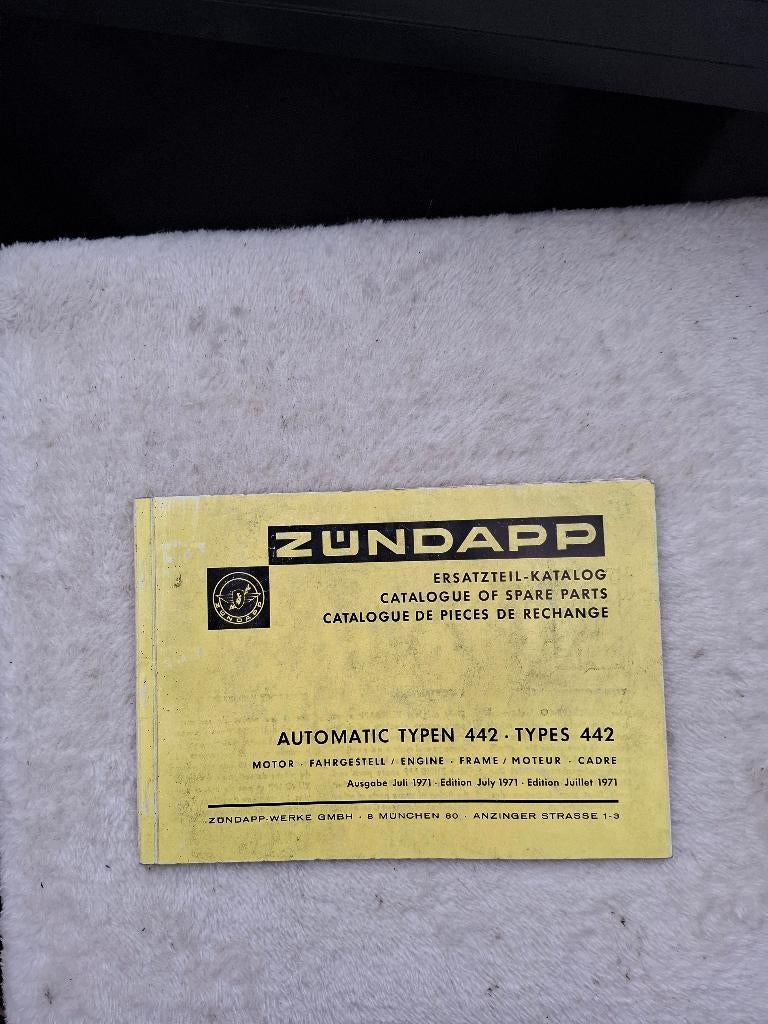 ZÜNDAPP
ERSATZTEIL-KATALOG
CATALOGUE OF SPARE PARTS
CATALOGUE DE PIECES DE RECHANGE
ZÜNDAPP
AUTOMATIC TYPEN 442 · TYPES 442
MOTOR · FAHRGESTELL / ENGINE · FRAME / MOTEUR · CADRE
Ausgabe Juli 1971 · Edition July 1971 · Edition Juillet 1971
ZÜNDAPP-WERKE GMBH · 8 MÜNCHEN 80 · ANZINGER STRASSE 1-3